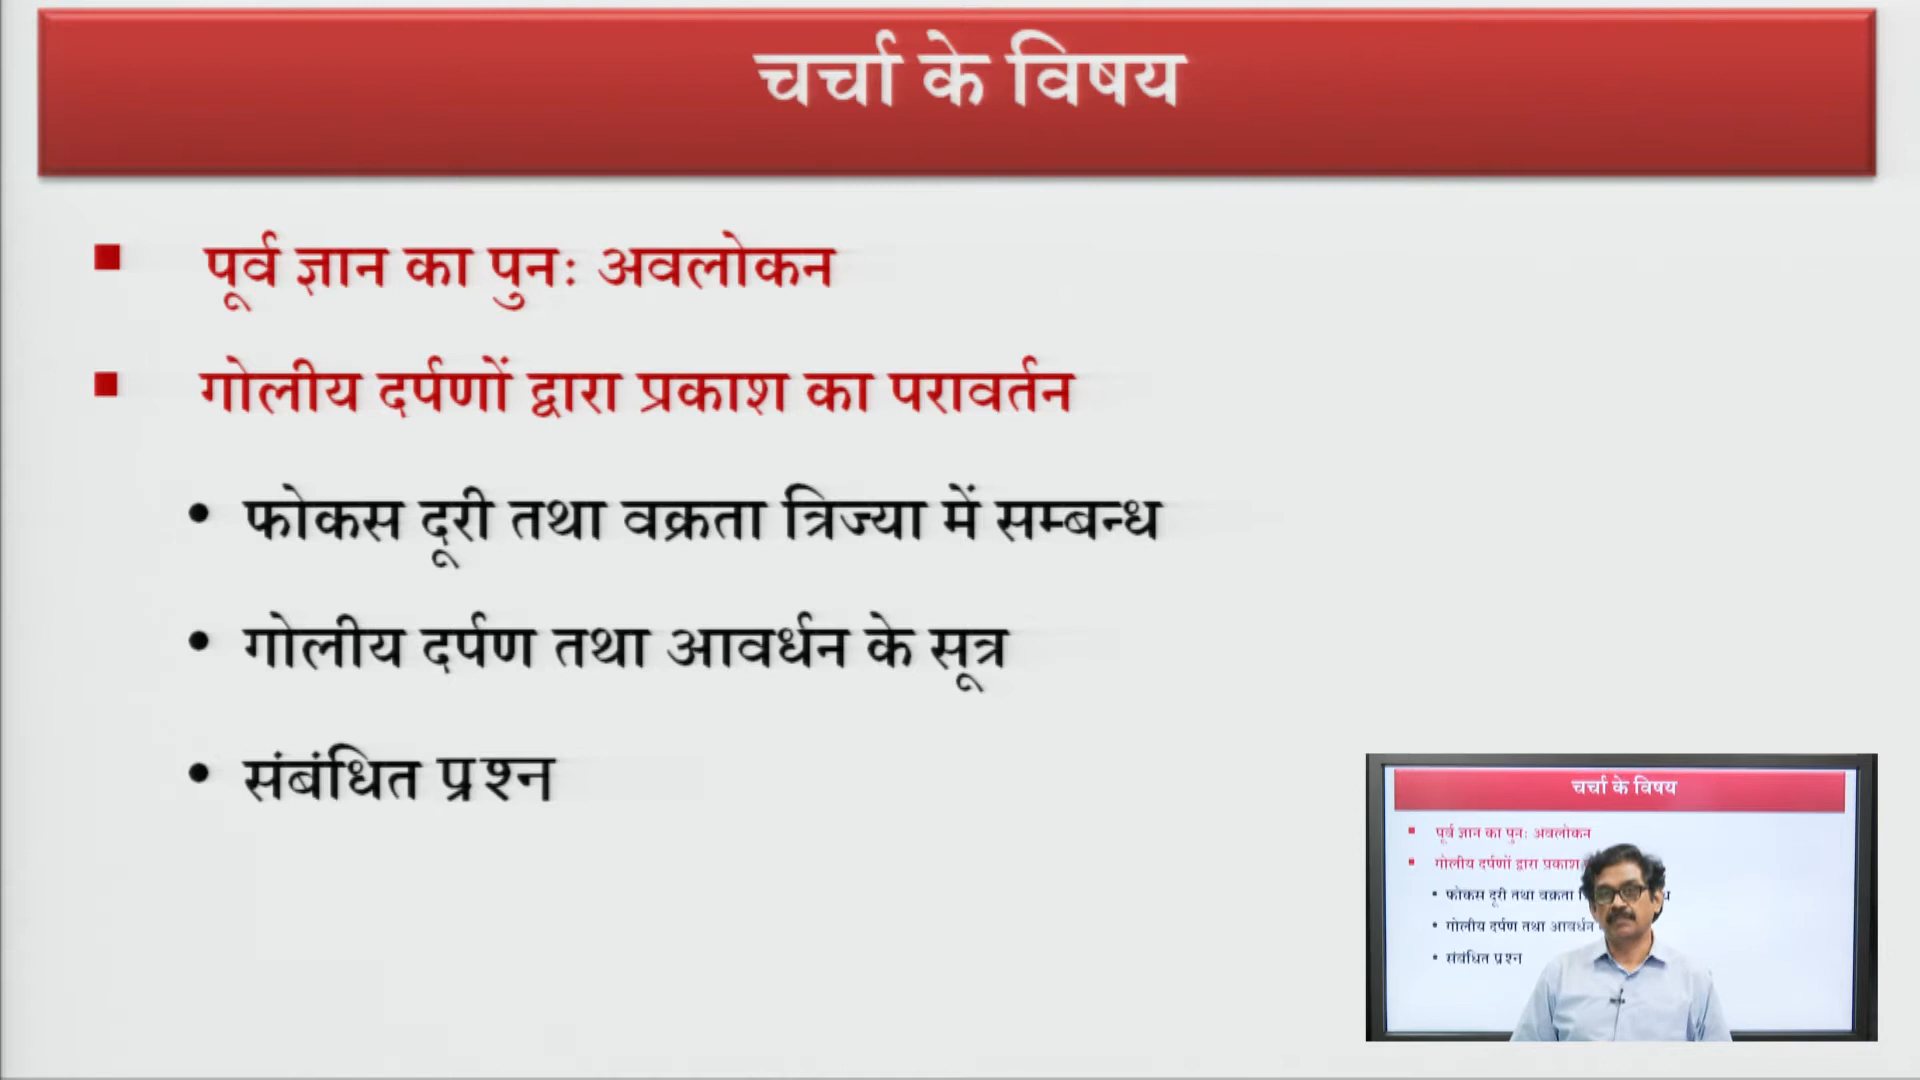 चर्चा के विषय
पूर्व ज्ञान का पुनः अवलोकन
गोलीय दर्पणों द्वारा प्रकाश का परावर्तन
फोकस दूरी तथा वक्रता त्रिज्या में सम्बन्ध
गोलीय दर्पण तथा आवर्धन के सूत्र
संबंधित प्रश्न
चर्चा के विषय
पूर्व ज्ञान का पुनः अवलोकन
गोलीय दर्पणों द्वारा प्रकाश
फोकस दूरी तथा वक्रता
गोलीय दर्पण तथा आवर्धन
संबंधित प्रश्न